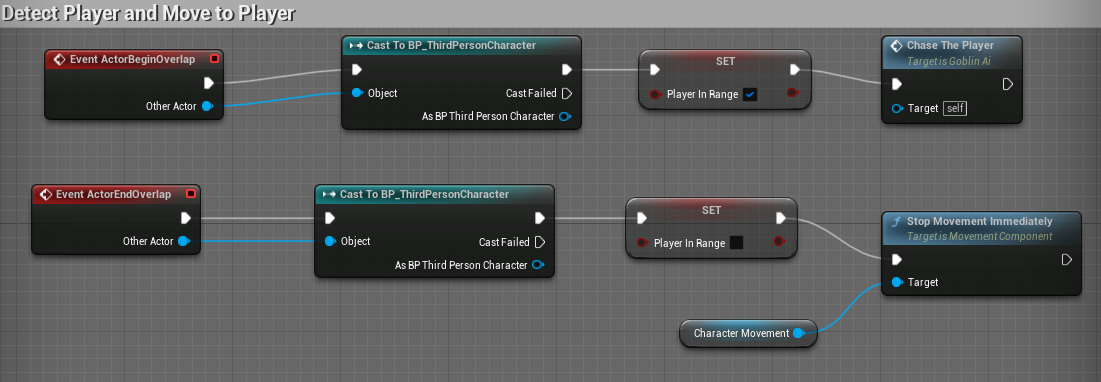 Detect Player and Move to Player
Event ActorBeginOverlap
Other Actor
Cast To BP_ThirdPersonCharacter
Object
Cast Failed
As BP Third Person Character
SET
Player In Range
Chase The Player
Target is Goblin Ai
Target self
Event ActorEndOverlap
Other Actor
Cast To BP_ThirdPersonCharacter
Object
Cast Failed
As BP Third Person Character
SET
Player In Range
Stop Movement Immediately
Target is Movement Component
Target
Character Movement